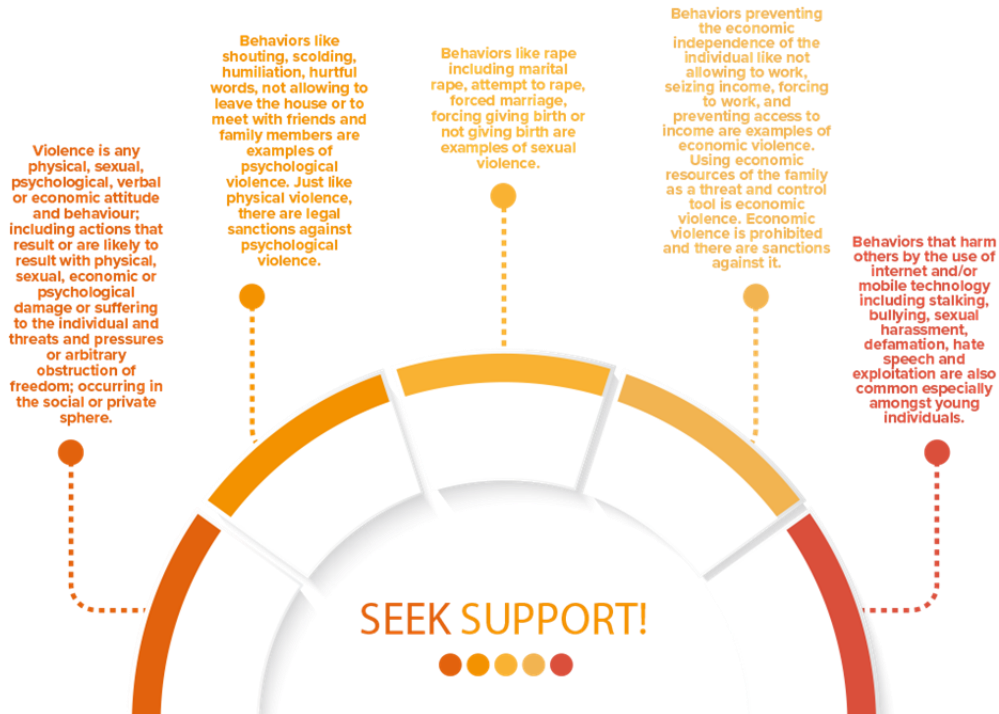 Violence is any
physical, sexual,
psychological, verbal
or economic attitude
and behaviour;
including actions that
result or are likely to
result with physical,
sexual, economic or
psychological
damage or suffering
to the individual and
threats and pressures
or arbitrary
obstruction of
freedom; occurring in
the social or private
sphere.
Behaviors like
shouting, scolding,
humiliation, hurtful
words, not allowing to
leave the house or to
meet with friends and
family members are
examples of
psychological
violence. Just like
physical violence,
there are legal
sanctions against
psychological
violence.
Behaviors like rape
including marital
rape, attempt to rape,
forced marriage,
forcing giving birth or
not giving birth are
examples of sexual
violence.
Behaviors preventing
the economic
independence of the
individual like not
allowing to work,
seizing income, forcing
to work, and
preventing access to
income are examples of
economic violence.
Using economic
resources of the family
as a threat and control
tool is economic
violence. Economic
violence is prohibited
and there are sanctions
against it.
Behaviors that harm
others by the use of
internet and/or
mobile technology
including stalking,
bullying, sexual
harassment,
defamation, hate
speech and
exploitation are also
common especially
amongst young
individuals.
SEEK SUPPORT!